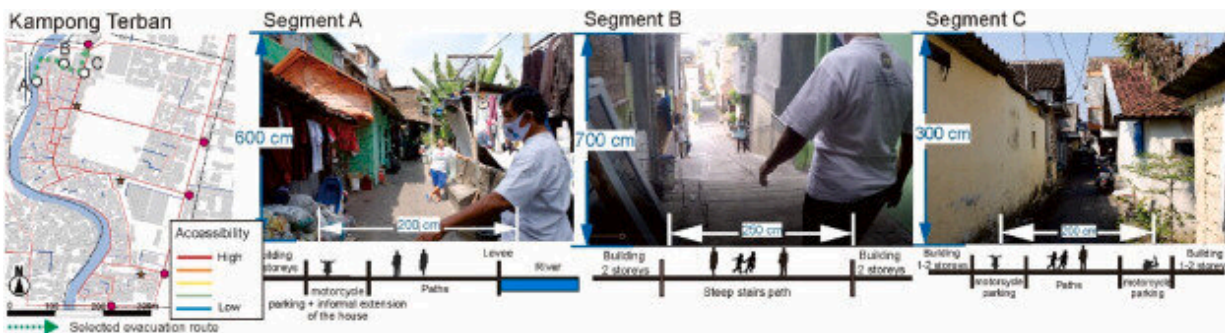 Kampong Terban
Segment A
Segment B
Segment C
B
C
A
600 cm
700 cm
300 cm
200 cm
250 cm
200 cm
Accessibility
High
Low
N
Selected evacuation route
Building
storeys
motorcycle
parking + informal extension
of the house
Paths
Levee
River
Building
2 storeys
Steep stairs path
Building
2 storeys
Building
1-2 storeys
motorcycle
parking
Paths
motorcycle
parking
Building
1-2 storeys